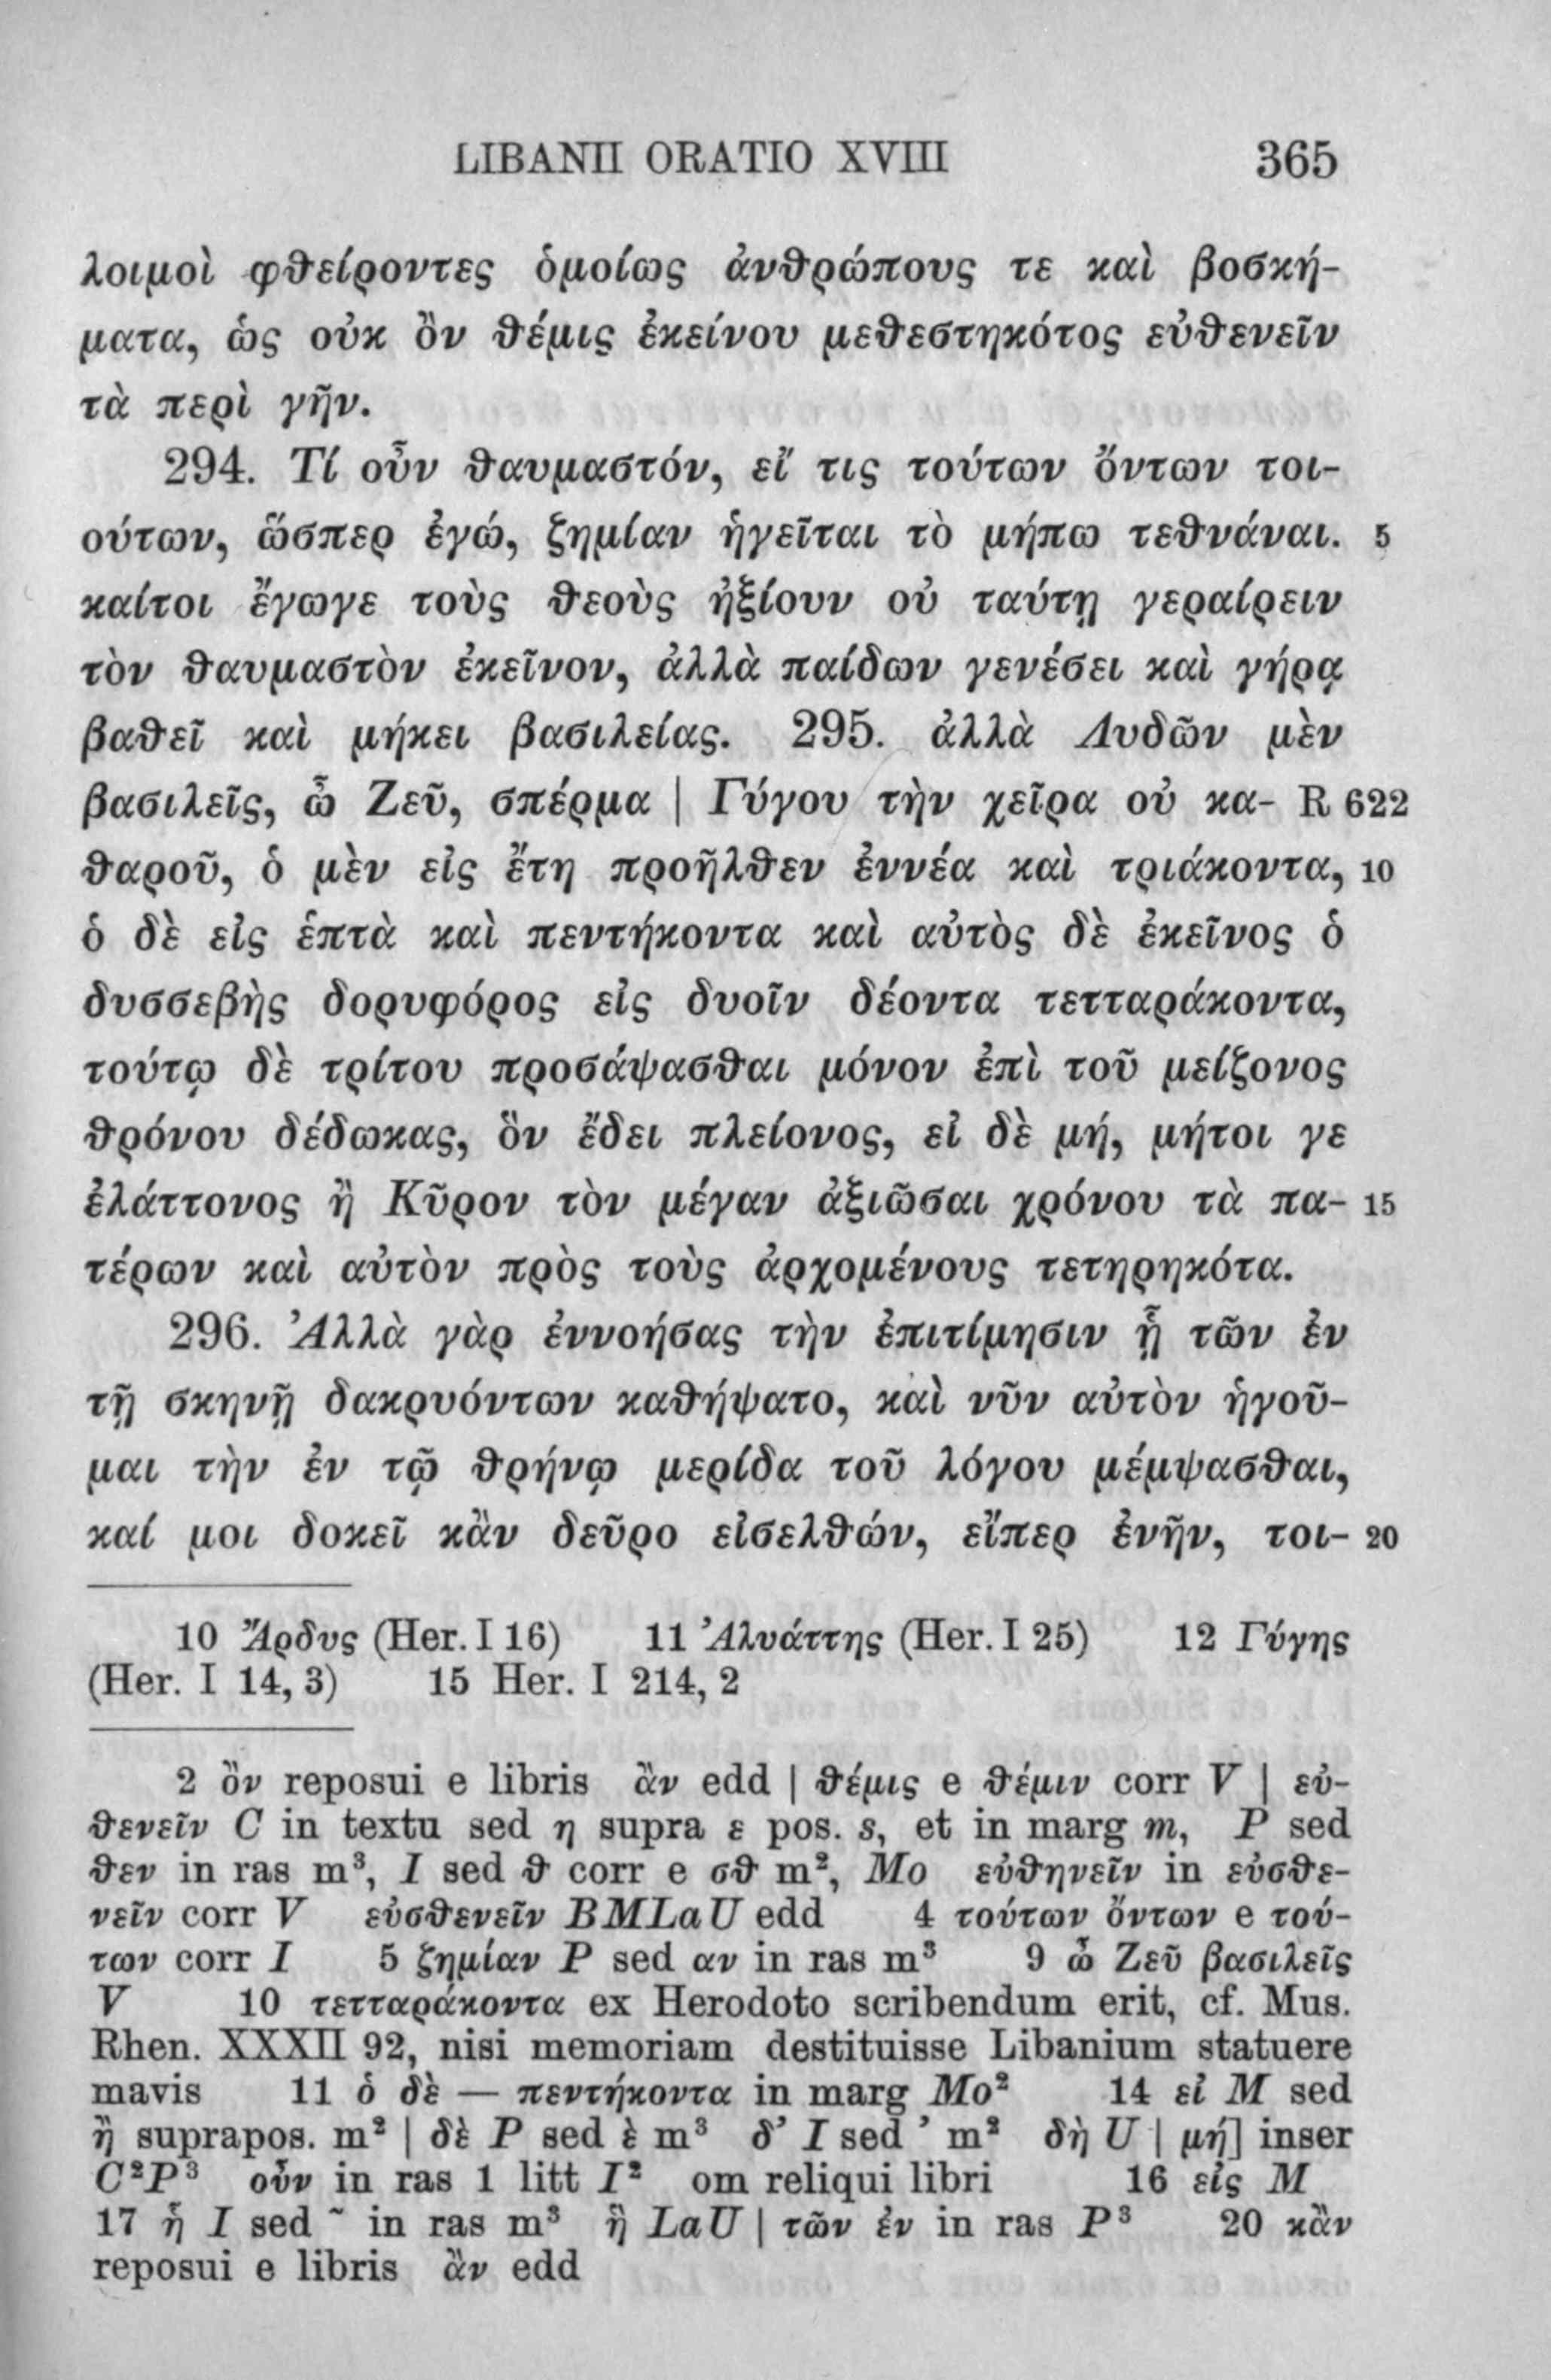 LIBANII ORATIO XVIII 365
λοιμοὶ φθείροντες ὁμοίως ἀνθρώπους τε καὶ βοσκή-
ματα, ὡς οὐκ ὂν θέμις ἐκείνου μεθεστηκότος εὐθενεῖν
τὰ περὶ γῆν.
294. Τί οὖν θαυμαστόν, εἴ τις τούτων ὄντων τοι-
ούτων, ὥσπερ ἐγώ, ζημίαν ἡγεῖται τὸ μήπω τεθνάναι. 5
καίτοι ἔγωγε τοὺς θεοὺς ἠξίουν οὐ ταύτῃ γεραίρειν
τὸν θαυμαστὸν ἐκεῖνον, ἀλλὰ παίδων γενέσει καὶ γήρᾳ
βαθεῖ καὶ μήκει βασιλείας. 295. ἀλλὰ Λυδῶν μὲν
βασιλεῖς, ὦ Ζεῦ, σπέρμα | Γύγου τὴν χεῖρα οὐ κα- R 622
θαροῦ, ὁ μὲν εἰς ἔτη προῆλθεν ἐννέα καὶ τριάκοντα, 10
ὁ δὲ εἰς ἑπτὰ καὶ πεντήκοντα καὶ αὐτὸς δὲ ἐκεῖνος ὁ
δυσσεβὴς δορυφόρος εἰς δυοῖν δέοντα τετταράκοντα,
τούτῳ δὲ τρίτου προσάψασθαι μόνον ἐπὶ τοῦ μείζονος
θρόνου δέδωκας, ὃν ἔδει πλείονος, εἰ δὲ μή, μήτοι γε
ἐλάττονος ἢ Κῦρον τὸν μέγαν ἀξιῶσαι χρόνου τὰ πα- 15
τέρων καὶ αὐτὸν πρὸς τοὺς ἀρχομένους τετηρηκότα.
296. Ἀλλὰ γὰρ ἐννοήσας τὴν ἐπιτίμησιν ᾗ τῶν ἐν
τῇ σκηνῇ δακρυόντων καθήψατο, καὶ νῦν αὐτὸν ἡγοῦ-
μαι τὴν ἐν τῷ θρήνῳ μερίδα τοῦ λόγου μέμψασθαι,
καί μοι δοκεῖ κἂν δεῦρο εἰσελθών, εἴπερ ἐνῆν, τοι- 20
10 Ἄρδυς (Her. I 16) 11 Ἀλυάττης (Her. I 25) 12 Γύγης
(Her. I 14, 3) 15 Her. I 214, 2
2 ὂν reposui e libris ἂν edd | θέμις e θέμιν corr V | εὐ-
θενεῖν C in textu sed η supra ε pos. s, et in marg m, P sed
θεν in ras m³, I sed θ corr e σθ m², Mo εὐθηνεῖν in εὐσθε-
νεῖν corr V εὐσθενεῖν BMLaU edd 4 τούτων ὄντων e τού-
των corr I 5 ζημίαν P sed αν in ras m³ 9 ὦ Ζεῦ βασιλεῖς
V 10 τετταράκοντα ex Herodoto scribendum erit, cf. Mus.
Rhen. XXXII 92, nisi memoriam destituisse Libanium statuere
mavis 11 ὁ δὲ — πεντήκοντα in marg Mo² 14 εἰ M sed
ἢ suprapos. m² | δὲ P sed ὲ m³ δ’ I sed ’ m² δὴ U | μή] inser
C²P³ οὖν in ras 1 litt I² om reliqui libri 16 εἰς M
17 ἧ I sed ῀ in ras m³ ἢ LaU | τῶν ἐν in ras P³ 20 κἂν
reposui e libris ἂν edd